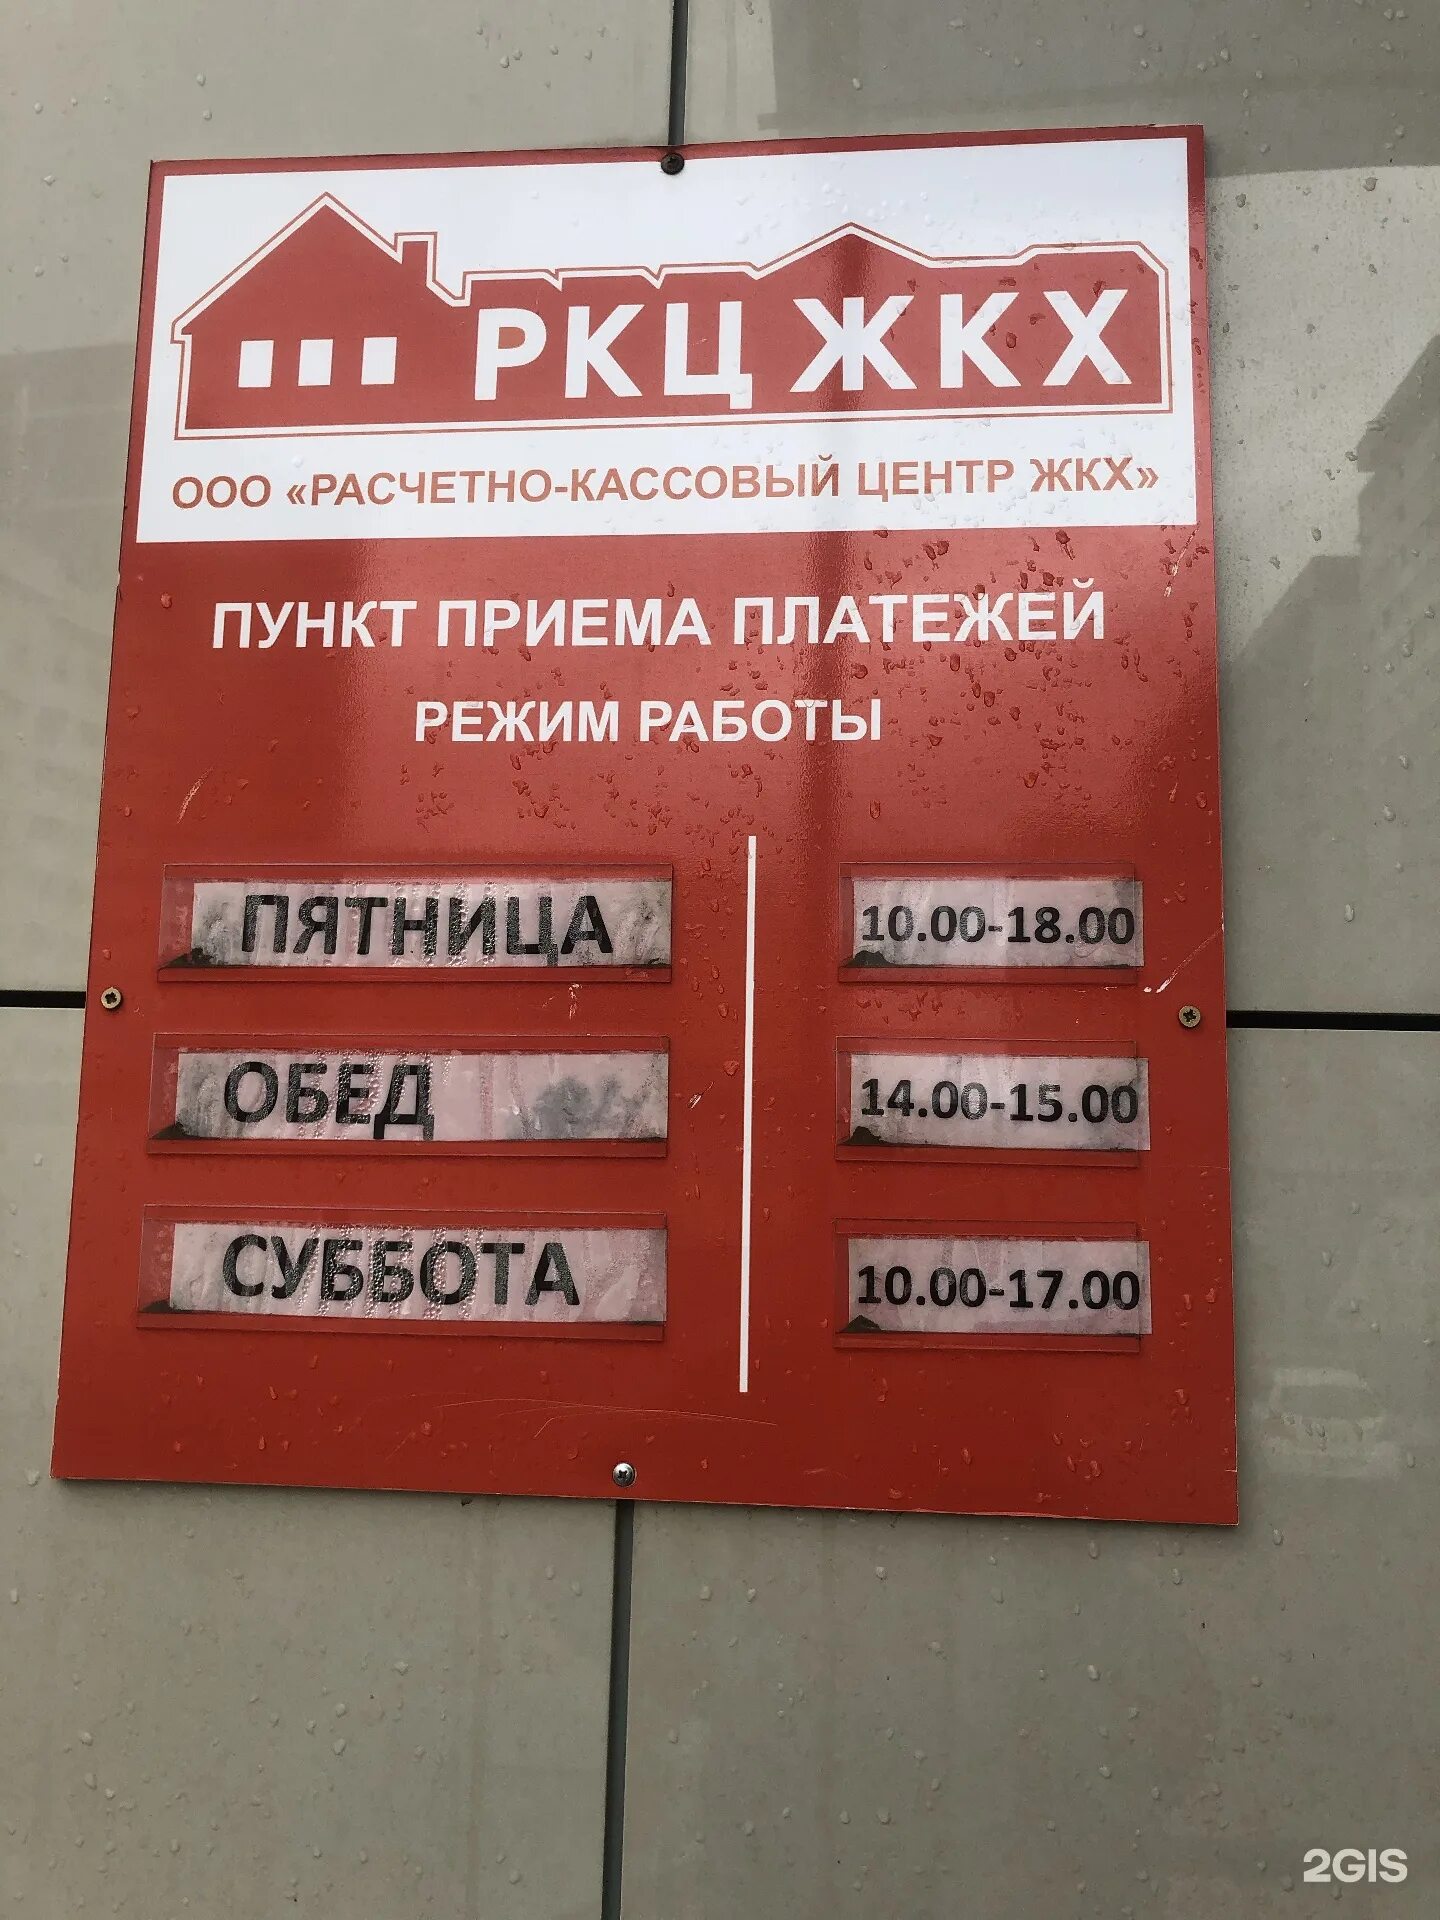 РКЦ ЖКХ
ООО «РАСЧЕТНО-КАССОВЫЙ ЦЕНТР ЖКХ»
ПУНКТ ПРИЕМА ПЛАТЕЖЕЙ
РЕЖИМ РАБОТЫ
ПЯТНИЦА 10.00-18.00
ОБЕД 14.00-15.00
СУББОТА 10.00-17.00
2GIS